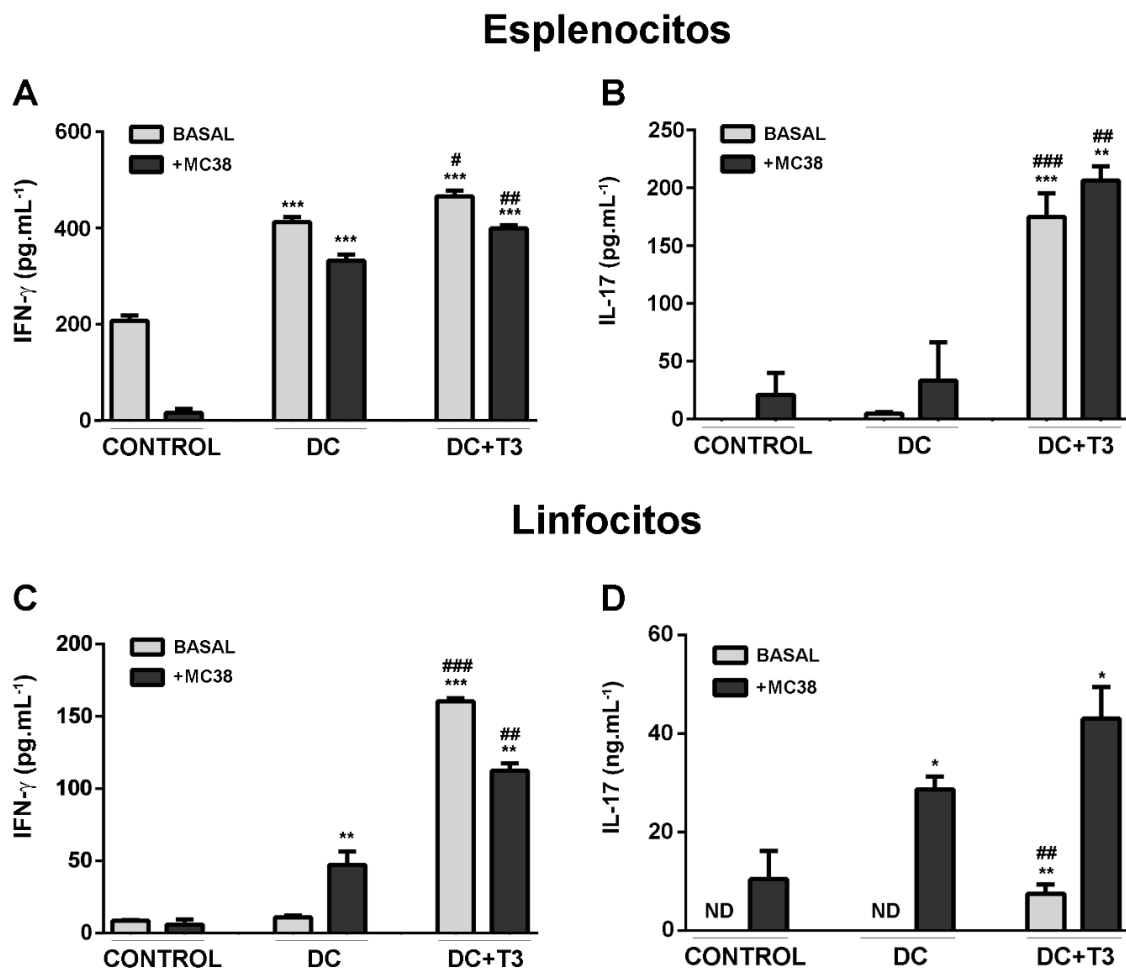 Esplenocitos
A
BASAL
+MC38
IFN-γ (pg.mL⁻¹)
600
400
200
0
***
***
#
***
##
***
CONTROL DC DC+T3
B
BASAL
+MC38
IL-17 (pg.mL⁻¹)
250
200
150
100
50
0
###
***
##
**
CONTROL DC DC+T3
Linfocitos
C
BASAL
+MC38
IFN-γ (pg.mL⁻¹)
200
150
100
50
0
**
###
***
##
**
CONTROL DC DC+T3
D
BASAL
+MC38
IL-17 (ng.mL⁻¹)
60
40
20
0
ND
ND
*
##
**
*
CONTROL DC DC+T3